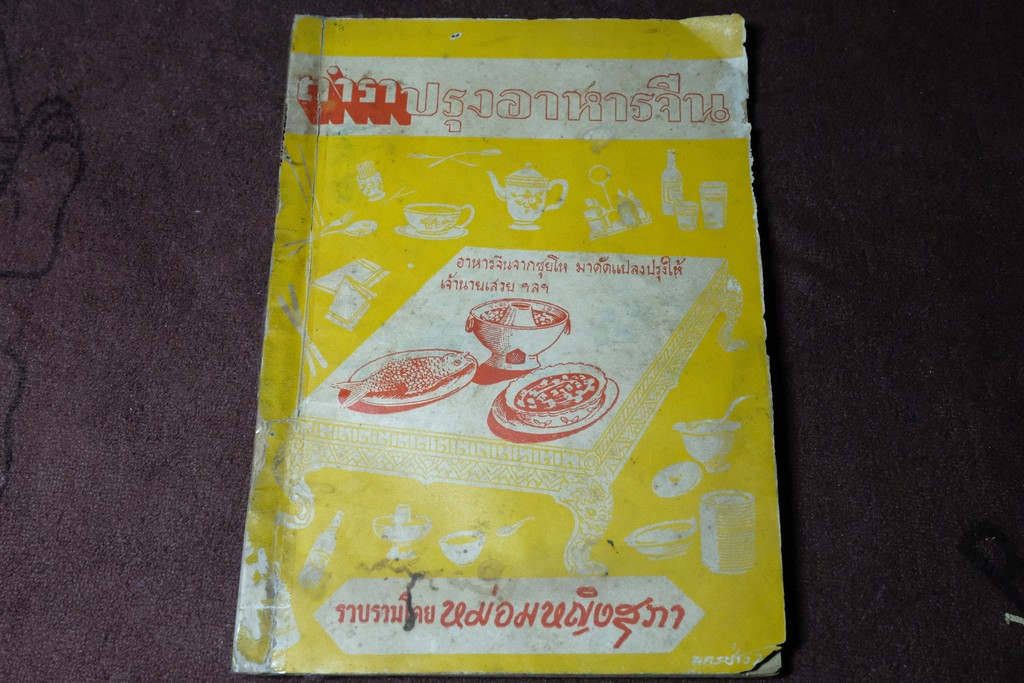 ตำราปรุงอาหารจีน
อาหารจีนจากซุยโห มาดัดแปลงปรุงให้
เจ้านายเสวย ฯลฯ
ราบรามโดย หม่อมหญิงสุภา